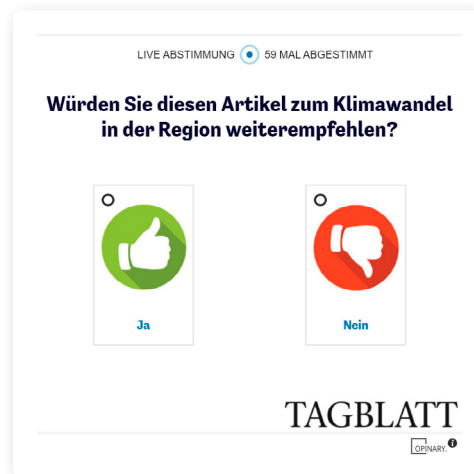 LIVE ABSTIMMUNG 59 MAL ABGESTIMMT
Würden Sie diesen Artikel zum Klimawandel
in der Region weiterempfehlen?
Ja
Nein
TAGBLATT
OPINARY.